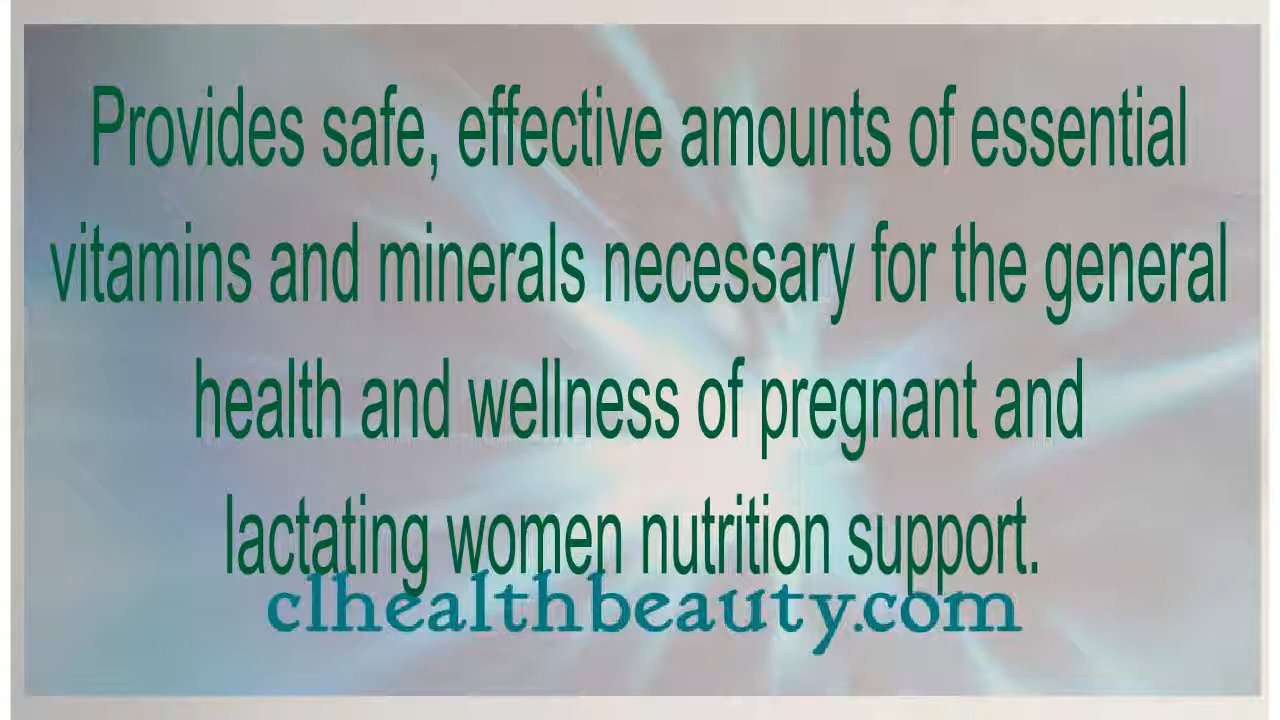 Provides safe, effective amounts of essential
vitamins and minerals necessary for the general
health and wellness of pregnant and
lactating women nutrition support.
clhealthbeauty.com